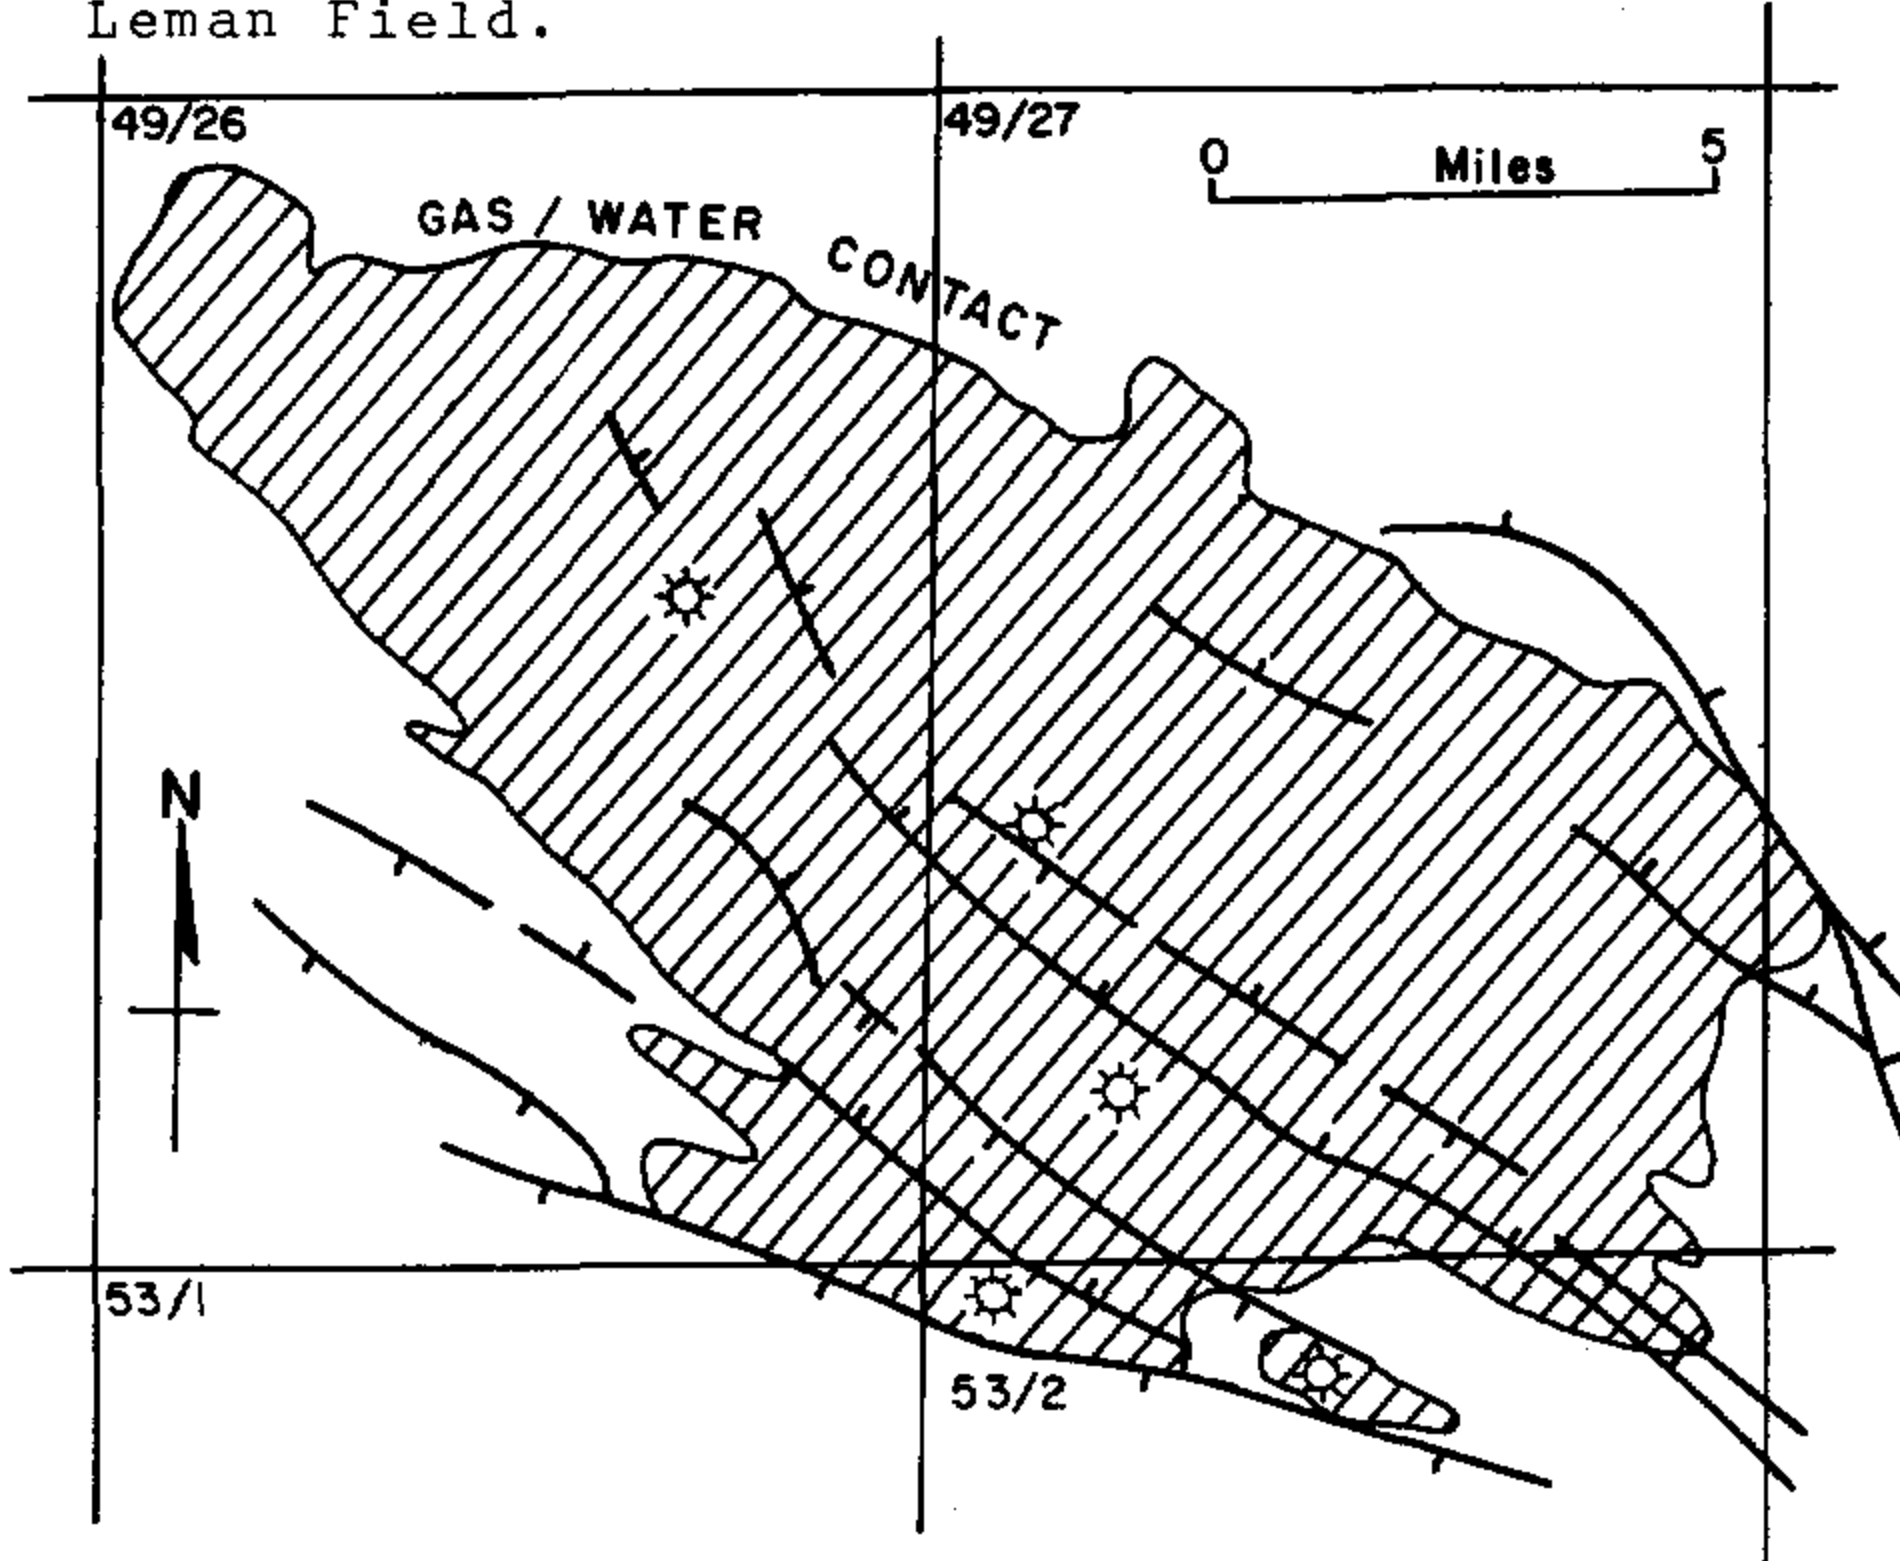 Leman Field.
49/26
49/27
0 Miles 5
GAS / WATER CONTACT
N
53/1
53/2